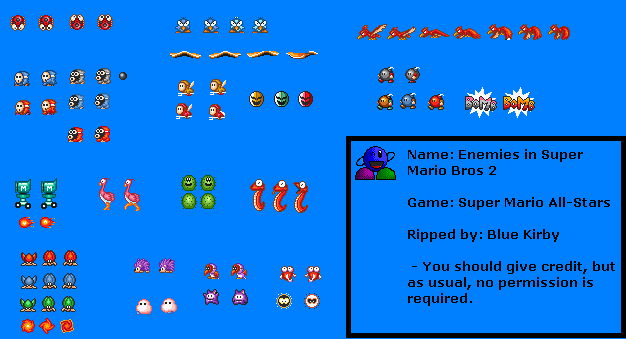 BOMB BOMB
Name: Enemies in Super
Mario Bros 2
Game: Super Mario All-Stars
Ripped by: Blue Kirby
- You should give credit, but
as usual, no permission is
required.
M M